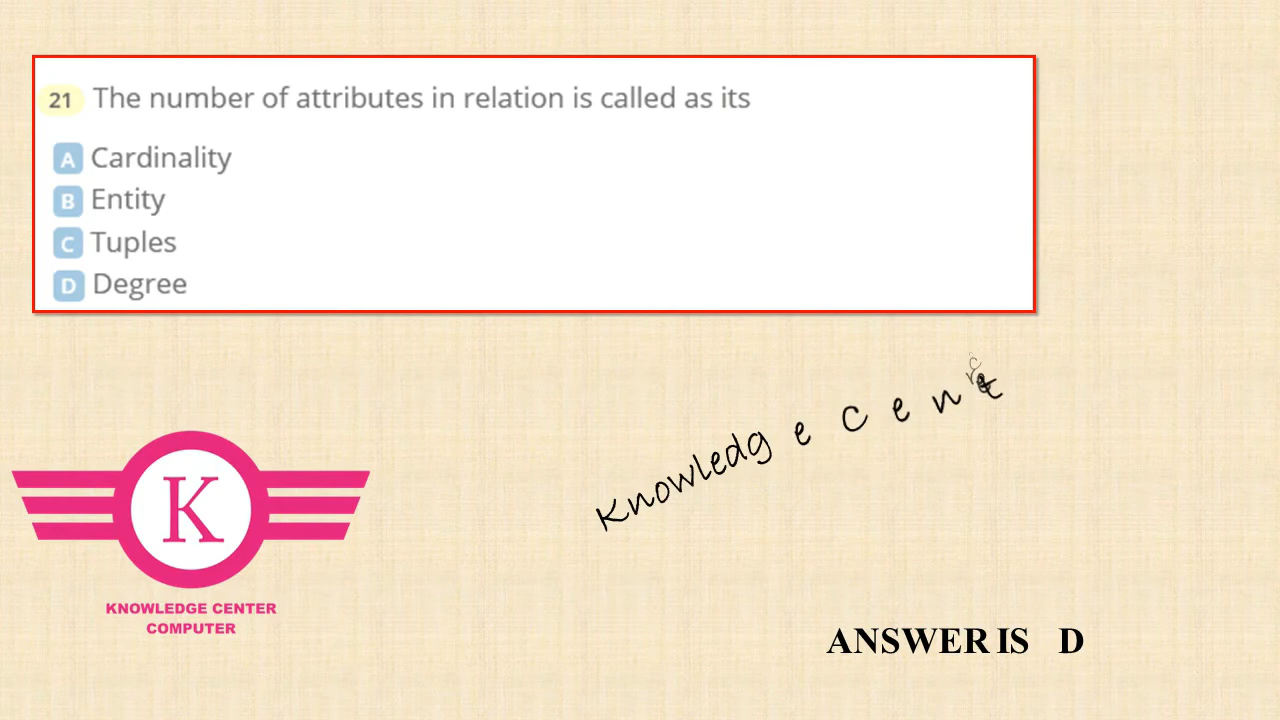 21 The number of attributes in relation is called as its
A Cardinality
B Entity
C Tuples
D Degree
Knowledge
K
KNOWLEDGE CENTER
COMPUTER
ANSWER IS D